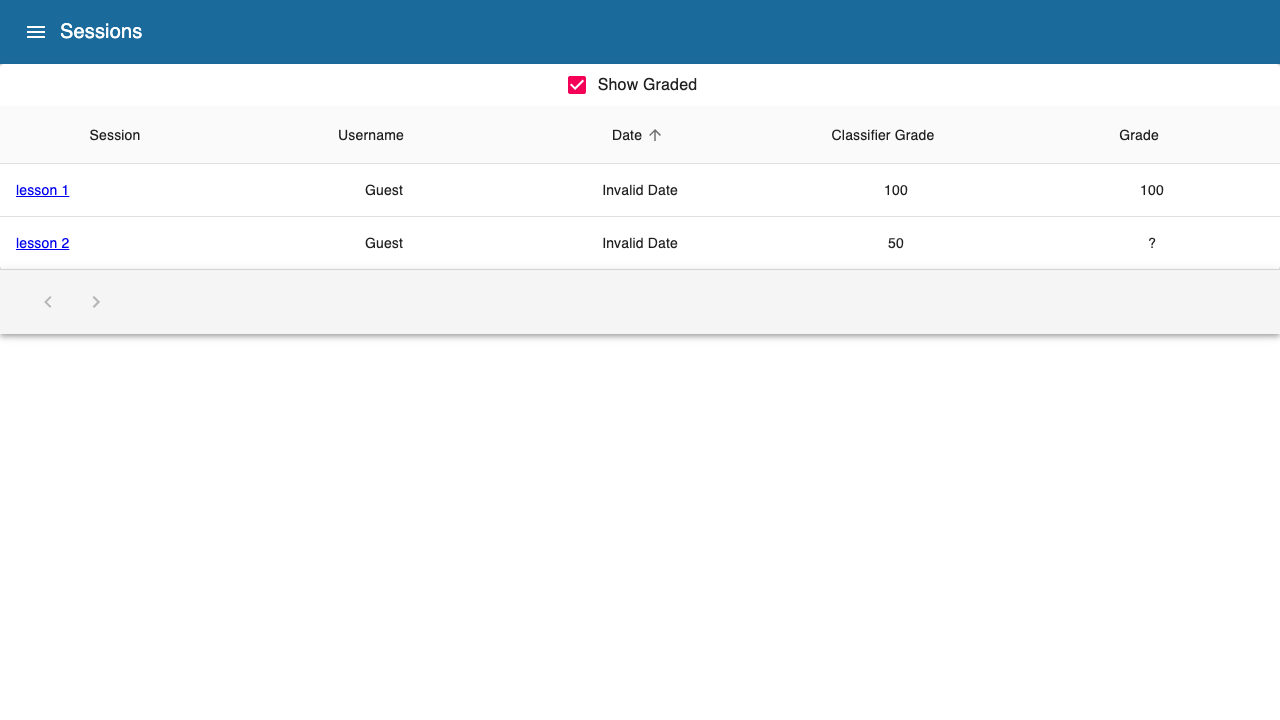 Sessions
Show Graded
Session Username Date Classifier Grade Grade
lesson 1 Guest Invalid Date 100 100
lesson 2 Guest Invalid Date 50 ?